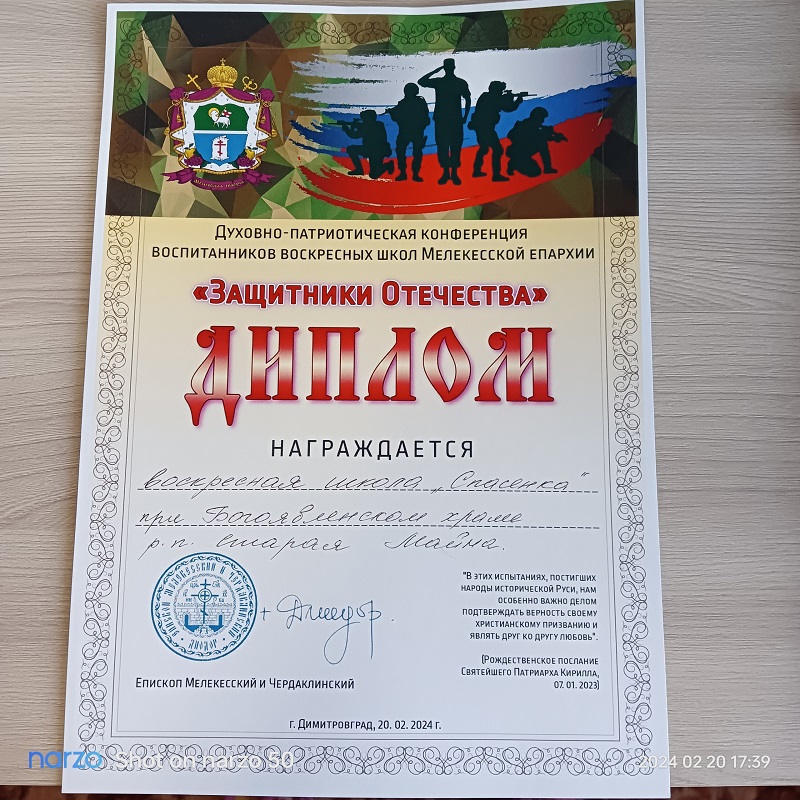 Духовно-патриотическая конференция
воспитанников воскресных школ Мелекесской епархии
«Защитники Отечества»
ДИПЛОМ
НАГРАЖДАЕТСЯ
воскресная школа „Спасенка"
при Богоявленском храме
р.п. Старая Майна.
"В этих испытаниях, постигших
народы исторической Руси, нам
особенно важно делом
подтверждать верность своему
христианскому призванию и
являть друг ко другу любовь".
(Рождественское послание
Святейшего Патриарха Кирилла,
07. 01. 2023)
Епископ Мелекесский и Чердаклинский
г. Димитровград, 20. 02. 2024 г.
narzo Shot on narzo 50
2024 02 20 17:39